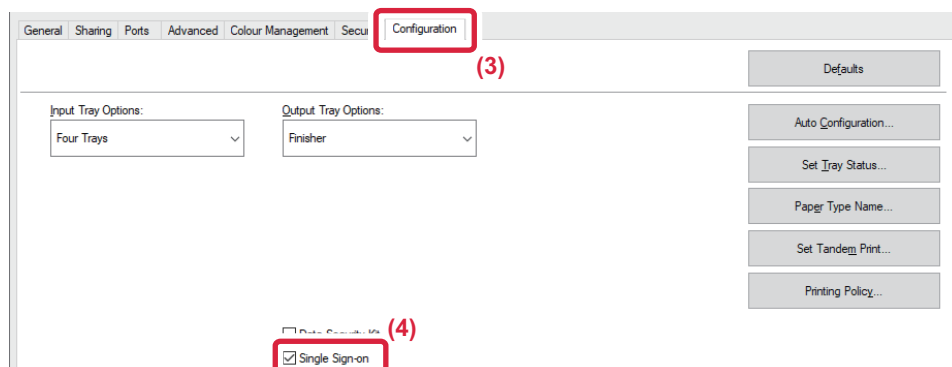 General Sharing Ports Advanced Colour Management Configuration
(3)
Defaults
Input Tray Options: Output Tray Options:
Four Trays Finisher
Auto Configuration...
Set Tray Status...
Paper Type Name...
Set Tandem Print...
Printing Policy...
(4)
Single Sign-on